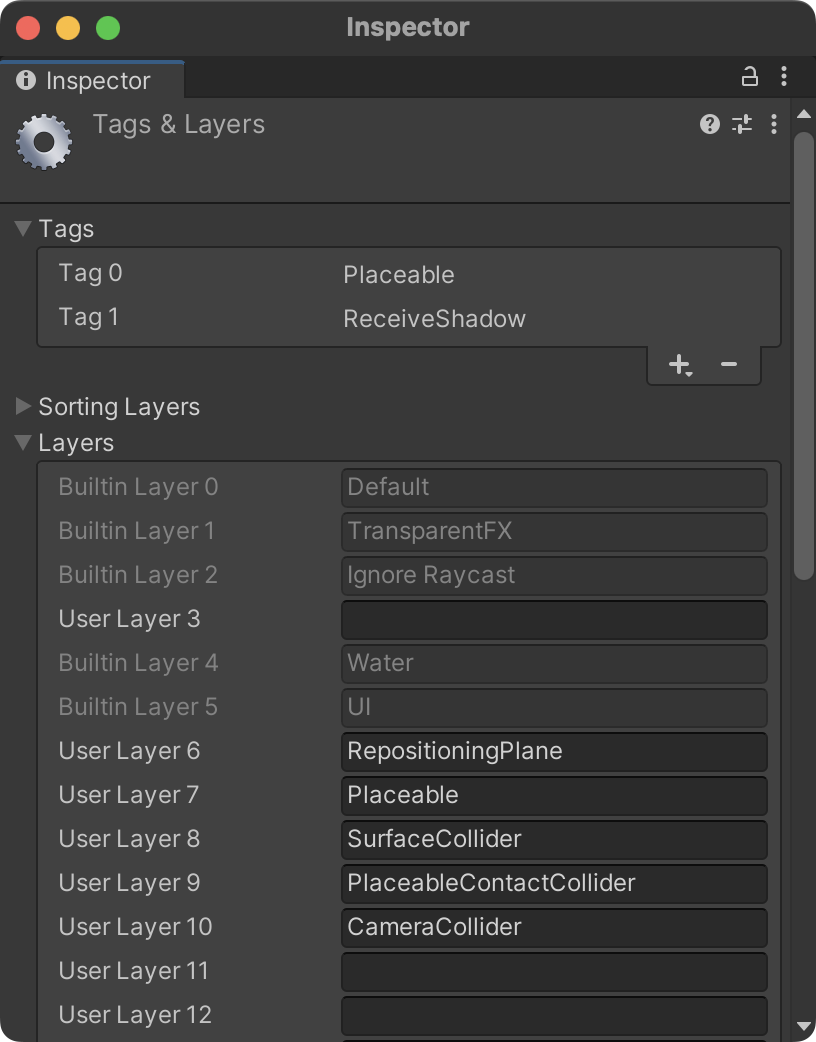 Inspector
Inspector
Tags & Layers
Tags
Tag 0 Placeable
Tag 1 ReceiveShadow
Sorting Layers
Layers
Builtin Layer 0 Default
Builtin Layer 1 TransparentFX
Builtin Layer 2 Ignore Raycast
User Layer 3
Builtin Layer 4 Water
Builtin Layer 5 UI
User Layer 6 RepositioningPlane
User Layer 7 Placeable
User Layer 8 SurfaceCollider
User Layer 9 PlaceableContactCollider
User Layer 10 CameraCollider
User Layer 11
User Layer 12